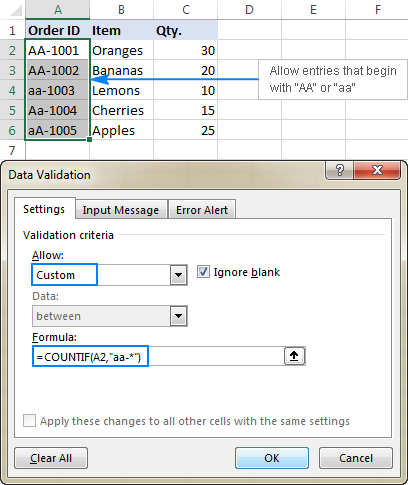 A B C D E F
1 Order ID Item Qty.
2 AA-1001 Oranges 30
3 AA-1002 Bananas 20
4 aa-1003 Lemons 10
5 Aa-1004 Cherries 15
6 aA-1005 Apples 25
7
Allow entries that begin
with "AA" or "aa"
Data Validation
?
Settings Input Message Error Alert
Validation criteria
Allow:
Custom Ignore blank
Data:
between
Formula:
=COUNTIF(A2,"aa-*")
Apply these changes to all other cells with the same settings
Clear All OK Cancel